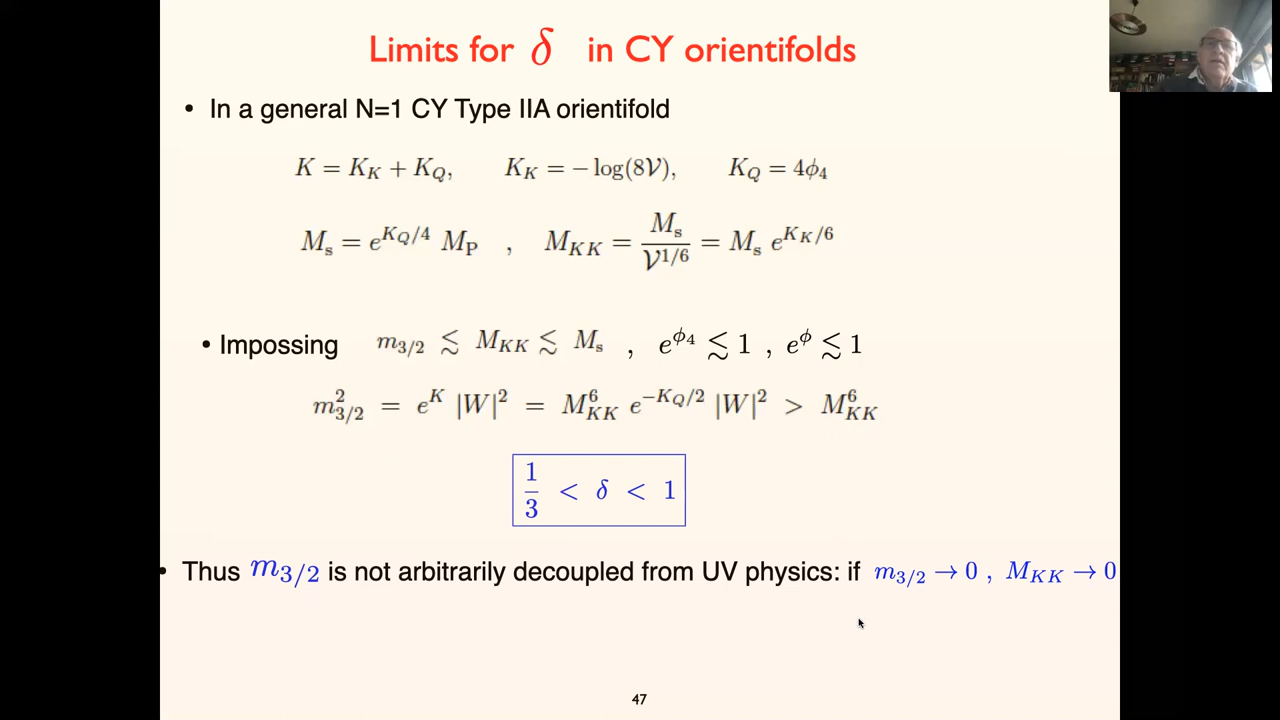 Limits for δ in CY orientifolds
• In a general N=1 CY Type IIA orientifold
K = K_K + K_Q, K_K = − log(8𝒱), K_Q = 4ϕ_4
M_s = e^{K_Q/4} M_P , M_{KK} = M_s/𝒱^{1/6} = M_s e^{K_K/6}
• Impossing m_{3/2} ≲ M_{KK} ≲ M_s , e^{ϕ_4} ≲ 1 , e^ϕ ≲ 1
m_{3/2}^2 = e^K |W|^2 = M_{KK}^6 e^{−K_Q/2} |W|^2 > M_{KK}^6
1/3 < δ < 1
• Thus m_{3/2} is not arbitrarily decoupled from UV physics: if m_{3/2} → 0 , M_{KK} → 0
47